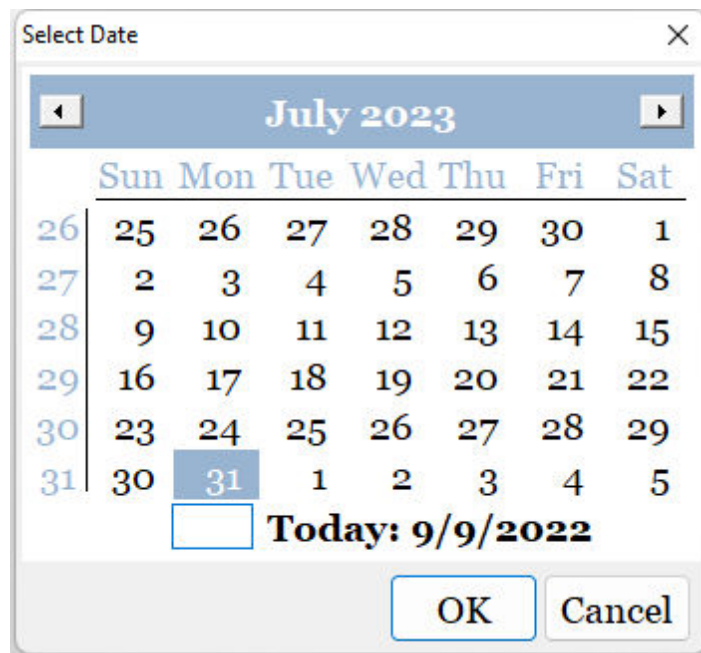 Select Date
July 2023
Sun Mon Tue Wed Thu Fri Sat
26 25 26 27 28 29 30 1
27 2 3 4 5 6 7 8
28 9 10 11 12 13 14 15
29 16 17 18 19 20 21 22
30 23 24 25 26 27 28 29
31 30 31 1 2 3 4 5
Today: 9/9/2022
OK Cancel